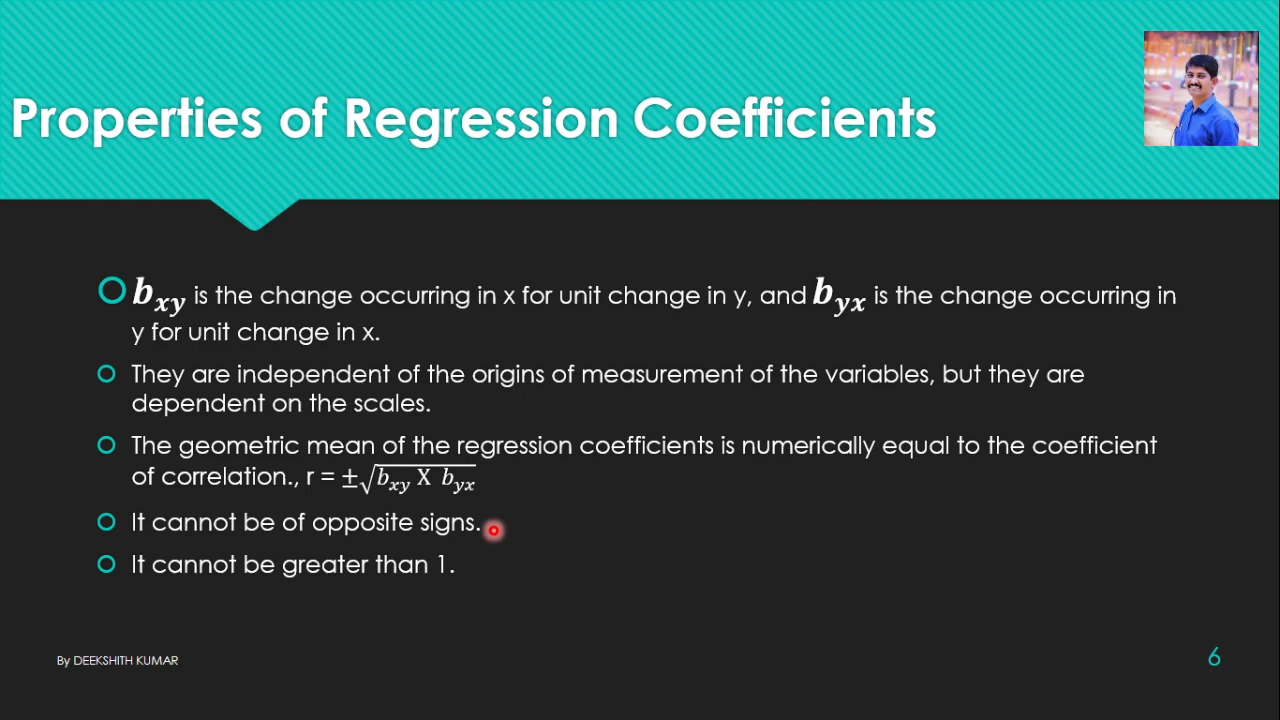 Properties of Regression Coefficients
b_xy is the change occurring in x for unit change in y, and b_yx is the change occurring in
y for unit change in x.
They are independent of the origins of measurement of the variables, but they are
dependent on the scales.
The geometric mean of the regression coefficients is numerically equal to the coefficient
of correlation., r = ±√(b_xy X b_yx)
It cannot be of opposite signs.
It cannot be greater than 1.
By DEEKSHITH KUMAR
6